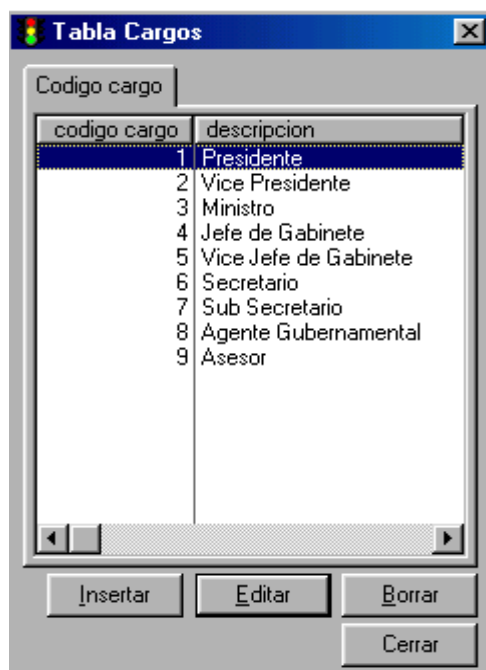 Tabla Cargos
Codigo cargo
codigo cargo descripcion
1 Presidente
2 Vice Presidente
3 Ministro
4 Jefe de Gabinete
5 Vice Jefe de Gabinete
6 Secretario
7 Sub Secretario
8 Agente Gubernamental
9 Asesor
Insertar Editar Borrar
Cerrar